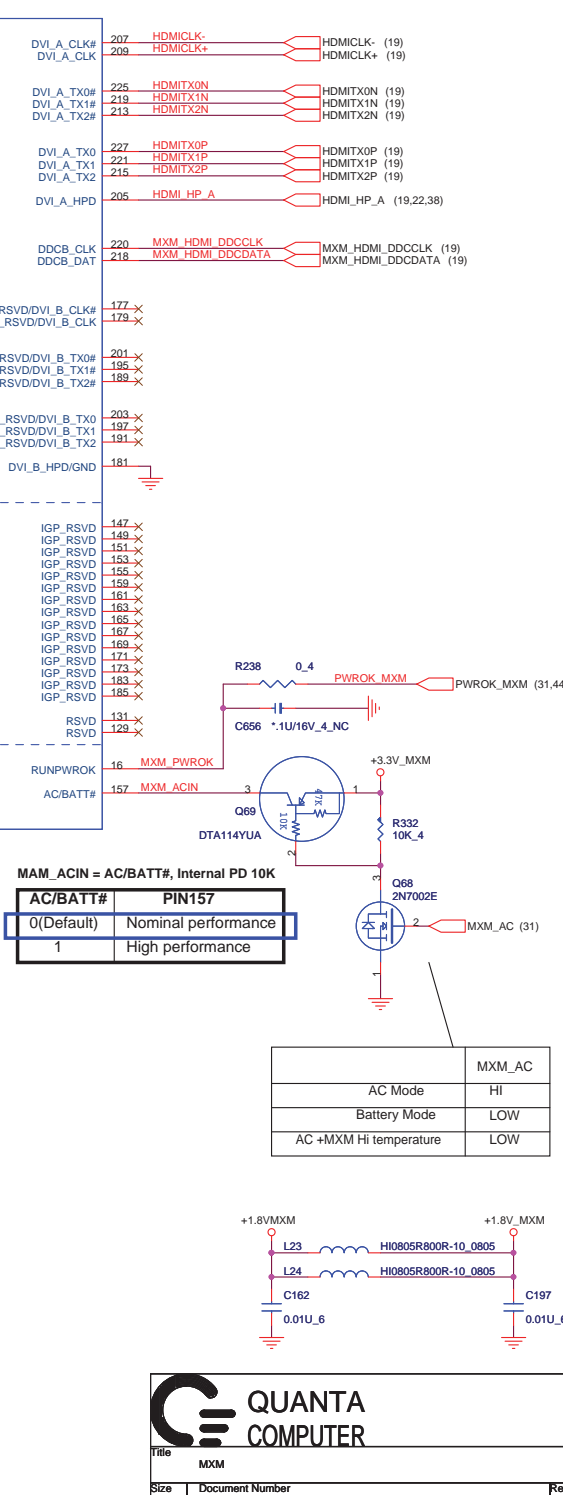 DVI_A_CLK# 207 HDMICLK- HDMICLK- (19)
DVI_A_CLK 209 HDMICLK+ HDMICLK+ (19)
DVI_A_TX0# 225 HDMITX0N HDMITX0N (19)
DVI_A_TX1# 219 HDMITX1N HDMITX1N (19)
DVI_A_TX2# 213 HDMITX2N HDMITX2N (19)
DVI_A_TX0 227 HDMITX0P HDMITX0P (19)
DVI_A_TX1 221 HDMITX1P HDMITX1P (19)
DVI_A_TX2 215 HDMITX2P HDMITX2P (19)
DVI_A_HPD 205 HDMI_HP_A HDMI_HP_A (19,22,38)
DDCB_CLK 220 MXM_HDMI_DDCCLK MXM_HDMI_DDCCLK (19)
DDCB_DAT 218 MXM_HDMI_DDCDATA MXM_HDMI_DDCDATA (19)
RSVD/DVI_B_CLK# 177
_RSVD/DVI_B_CLK 179
RSVD/DVI_B_TX0# 201
RSVD/DVI_B_TX1# 195
RSVD/DVI_B_TX2# 189
_RSVD/DVI_B_TX0 203
_RSVD/DVI_B_TX1 197
_RSVD/DVI_B_TX2 191
DVI_B_HPD/GND 181
IGP_RSVD 147
IGP_RSVD 149
IGP_RSVD 151
IGP_RSVD 153
IGP_RSVD 155
IGP_RSVD 159
IGP_RSVD 161
IGP_RSVD 163
IGP_RSVD 165
IGP_RSVD 167
IGP_RSVD 169
IGP_RSVD 171
IGP_RSVD 173
IGP_RSVD 183
IGP_RSVD 185
R238 0_4
PWROK_MXM PWROK_MXM (31,44
RSVD 131
RSVD 129
C656 *.1U/16V_4_NC
RUNPWROK 16 MXM_PWROK
+3.3V_MXM
AC/BATT# 157 MXM_ACIN 3 1
47K
10K
Q69
DTA114YUA
2
R332
10K_4
MAM_ACIN = AC/BATT#, Internal PD 10K
AC/BATT# PIN157
0(Default) Nominal performance
1 High performance
3
Q68
2N7002E
2 MXM_AC (31)
1
MXM_AC
AC Mode HI
Battery Mode LOW
AC +MXM Hi temperature LOW
+1.8VMXM +1.8V_MXM
L23 HI0805R800R-10_0805
L24 HI0805R800R-10_0805
C162 C197
0.01U_6 0.01U_6
QUANTA
COMPUTER
Title
MXM
Size Document Number Re